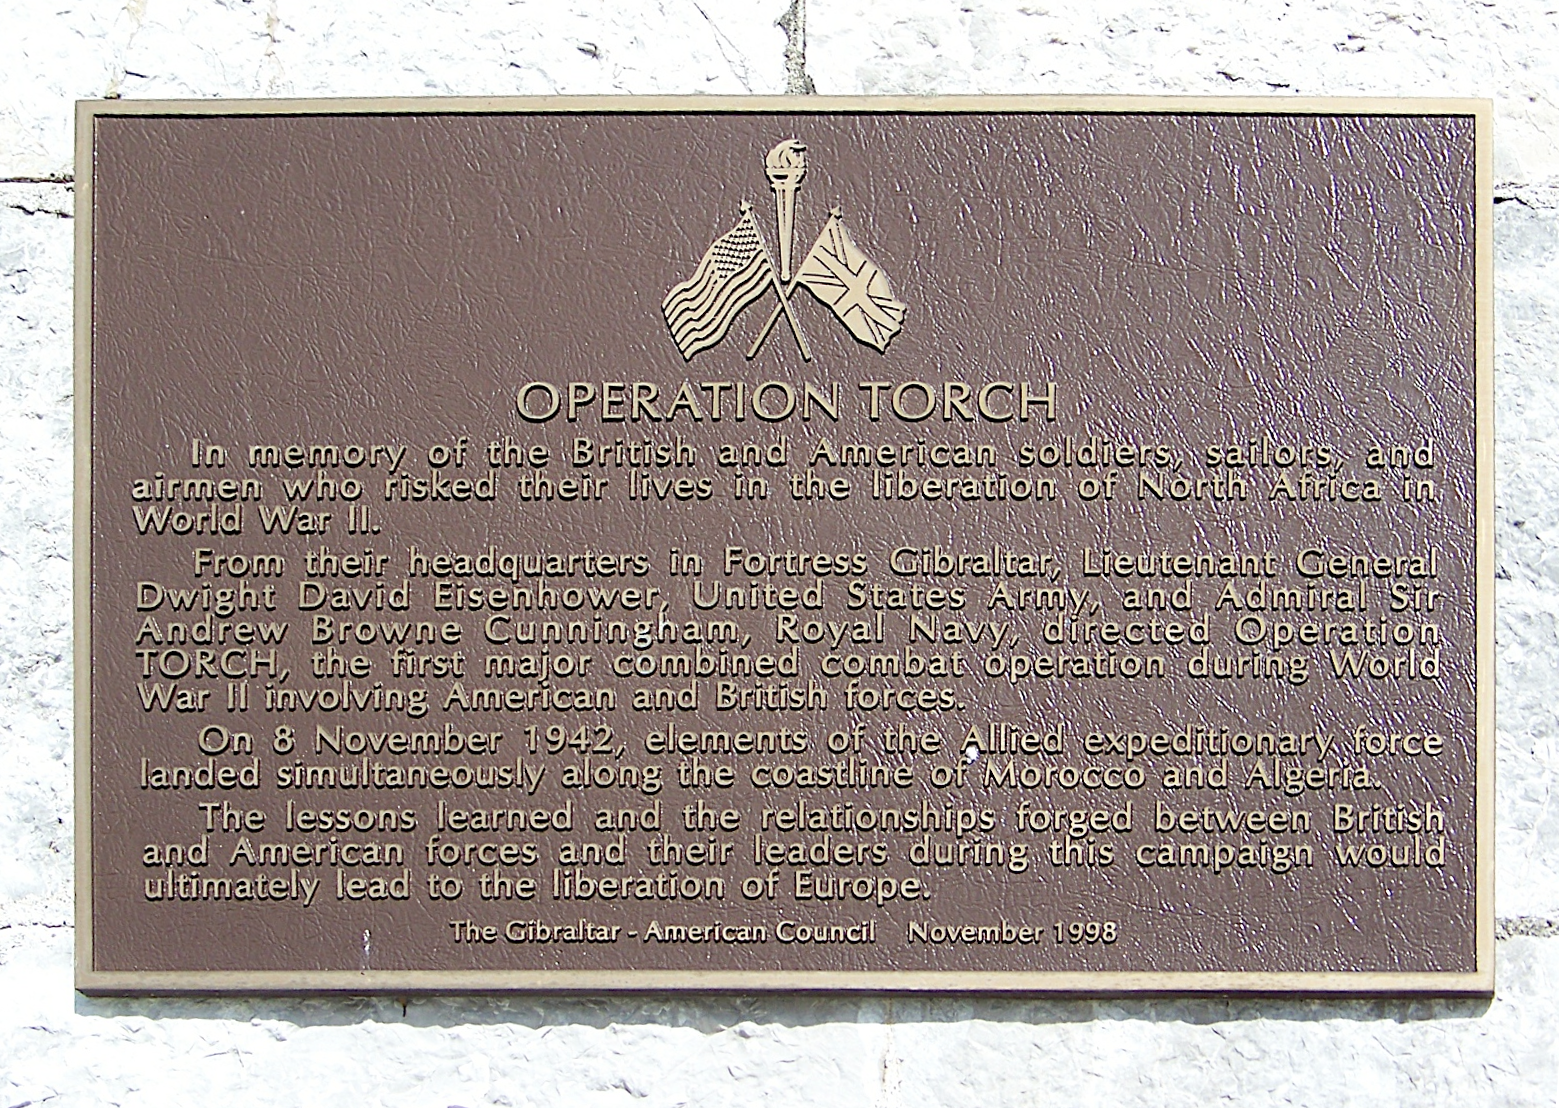 OPERATION TORCH
In memory of the British and American soldiers, sailors, and
airmen who risked their lives in the liberation of North Africa in
World War II.
From their headquarters in Fortress Gibraltar, Lieutenant General
Dwight David Eisenhower, United States Army, and Admiral Sir
Andrew Browne Cunningham, Royal Navy, directed Operation
TORCH, the first major combined combat operation during World
War II involving American and British forces.
On 8 November 1942, elements of the Allied expeditionary force
landed simultaneously along the coastline of Morocco and Algeria.
The lessons learned and the relationships forged between British
and American forces and their leaders during this campaign would
ultimately lead to the liberation of Europe.
The Gibraltar - American Council November 1998